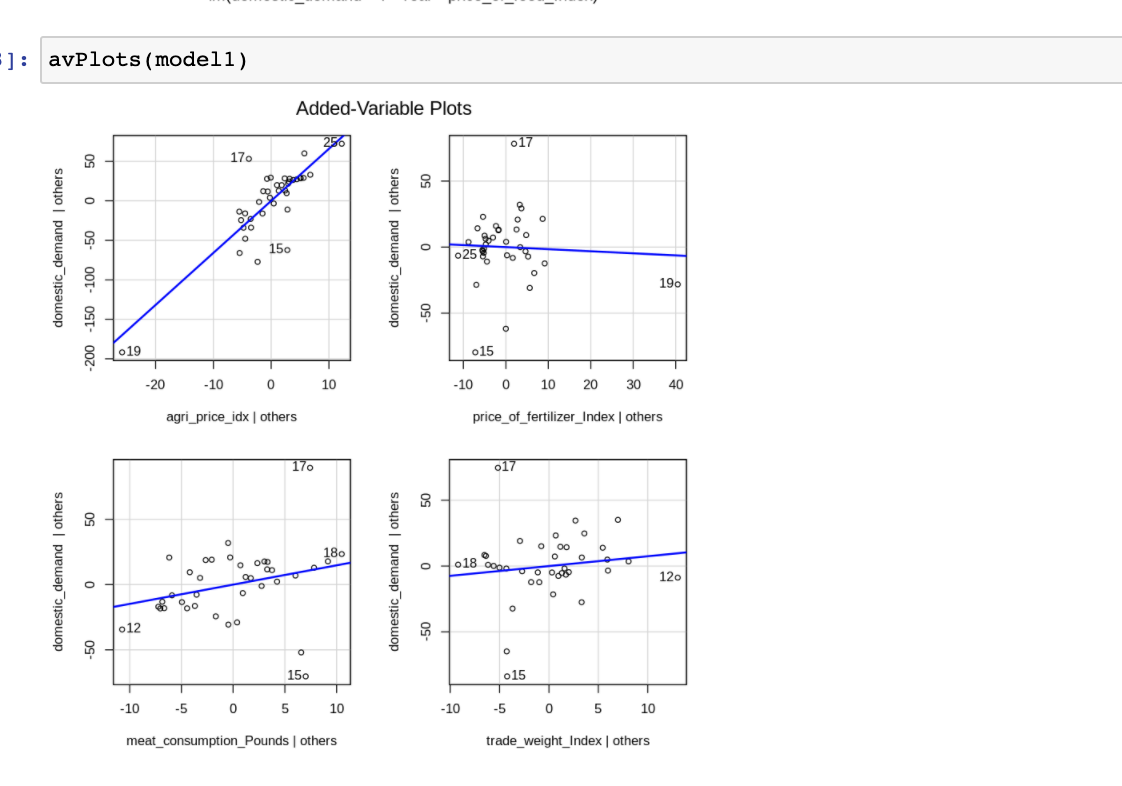 ]:
avPlots(model1)
Added-Variable Plots
domestic_demand | others
-200 -150 -100 -50 0 50
17
25
15
19
-20 -10 0 10
agri_price_idx | others
domestic_demand | others
-50 0 50
17
25
19
15
-10 0 10 20 30 40
price_of_fertilizer_Index | others
domestic_demand | others
-50 0 50
17
18
12
15
-10 -5 0 5 10
meat_consumption_Pounds | others
domestic_demand | others
-50 0 50
17
18
12
15
-10 -5 0 5 10
trade_weight_Index | others